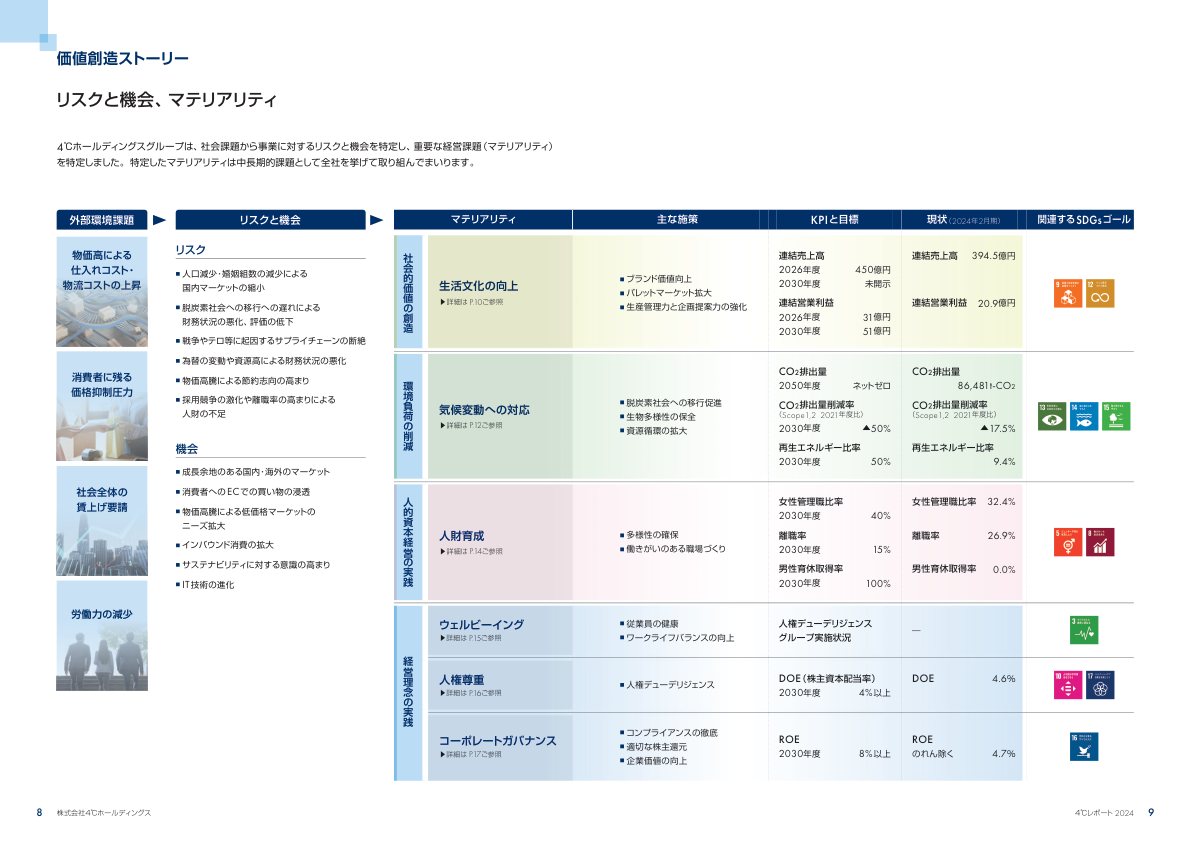 価値創造ストーリー
リスクと機会、マテリアリティ
4℃ホールディングスグループは、社会課題から事業に対するリスクと機会を特定し、重要な経営課題（マテリアリティ）
を特定しました。特定したマテリアリティは中長期的課題として全社を挙げて取り組んでまいります。
外部環境課題
物価高による
仕入れコスト・
物流コストの上昇
消費者に残る
価格抑制圧力
社会全体の
賃上げ要請
労働力の減少
リスクと機会
リスク
■人口減少・婚姻組数の減少による
国内マーケットの縮小
■脱炭素社会への移行への遅れによる
財務状況の悪化、評価の低下
■戦争やテロ等に起因するサプライチェーンの断絶
■為替の変動や資源高による財務状況の悪化
■物価高騰による節約志向の高まり
■採用競争の激化や離職率の高まりによる
人財の不足
機会
■成長余地のある国内・海外のマーケット
■消費者へのECでの買い物の浸透
■物価高騰による低価格マーケットの
ニーズ拡大
■インバウンド消費の拡大
■サステナビリティに対する意識の高まり
■IT技術の進化
マテリアリティ 主な施策 KPIと目標 現状（2024年2月期） 関連するSDGsゴール
社会的価値の創造
生活文化の向上
▶詳細は P.10ご参照
■ブランド価値向上
■パレットマーケット拡大
■生産管理力と企画提案力の強化
連結売上高
2026年度 450億円
2030年度 未開示
連結営業利益
2026年度 31億円
2030年度 51億円
連結売上高 394.5億円
連結営業利益 20.9億円
9
12
環境負荷の削減
気候変動への対応
▶詳細は P.12ご参照
■脱炭素社会への移行促進
■生物多様性の保全
■資源循環の拡大
CO2排出量
2050年度 ネットゼロ
CO2排出量削減率
（Scope1,2 2021年度比）
2030年度 ▲50%
再生エネルギー比率
2030年度 50%
CO2排出量
86,481t-CO2
CO2排出量削減率
（Scope1,2 2021年度比）
▲17.5%
再生エネルギー比率
9.4%
13
14
15
人的資本経営の実践
人財育成
▶詳細は P.14ご参照
■多様性の確保
■働きがいのある職場づくり
女性管理職比率
2030年度 40%
離職率
2030年度 15%
男性育休取得率
2030年度 100%
女性管理職比率 32.4%
離職率 26.9%
男性育休取得率 0.0%
5
8
経営理念の実践
ウェルビーイング
▶詳細は P.15ご参照
■従業員の健康
■ワークライフバランスの向上
人権デューデリジェンス
グループ実施状況
—
3
人権尊重
▶詳細は P.16ご参照
■人権デューデリジェンス
DOE（株主資本配当率）
2030年度 4%以上
DOE 4.6%
10
17
コーポレートガバナンス
▶詳細は P.17ご参照
■コンプライアンスの徹底
■適切な株主還元
■企業価値の向上
ROE
2030年度 8%以上
ROE
のれん除く 4.7%
16
8 株式会社4℃ホールディングス
4℃レポート 2024 9